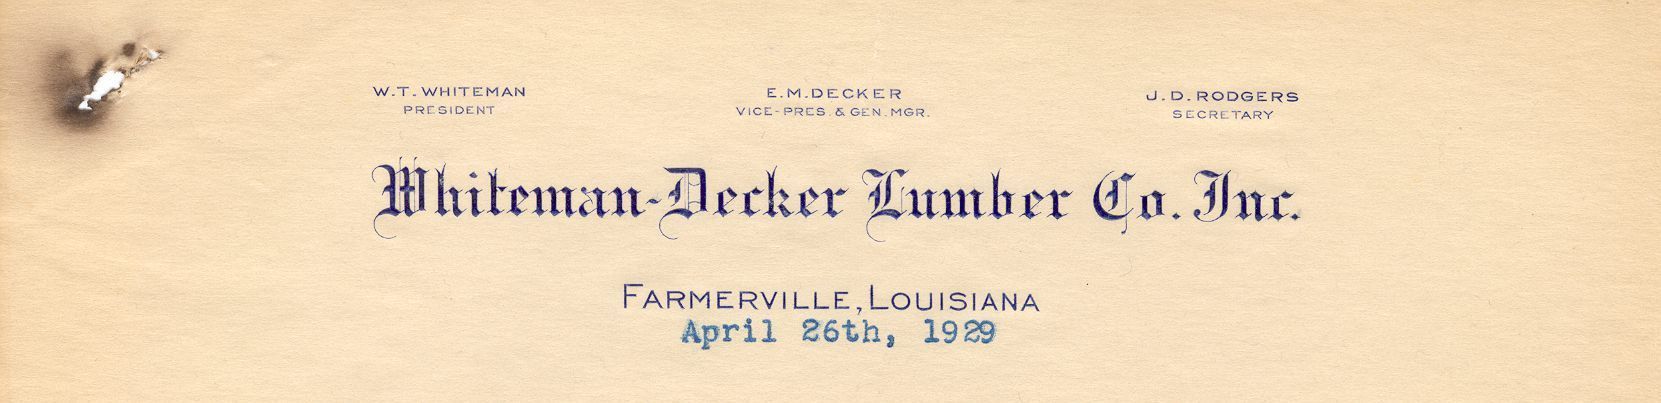 W.T. WHITEMAN
PRESIDENT
E.M. DECKER
VICE-PRES. & GEN. MGR.
J.D. RODGERS
SECRETARY
Whiteman-Decker Lumber Co. Inc.
FARMERVILLE, LOUISIANA
April 26th, 1929